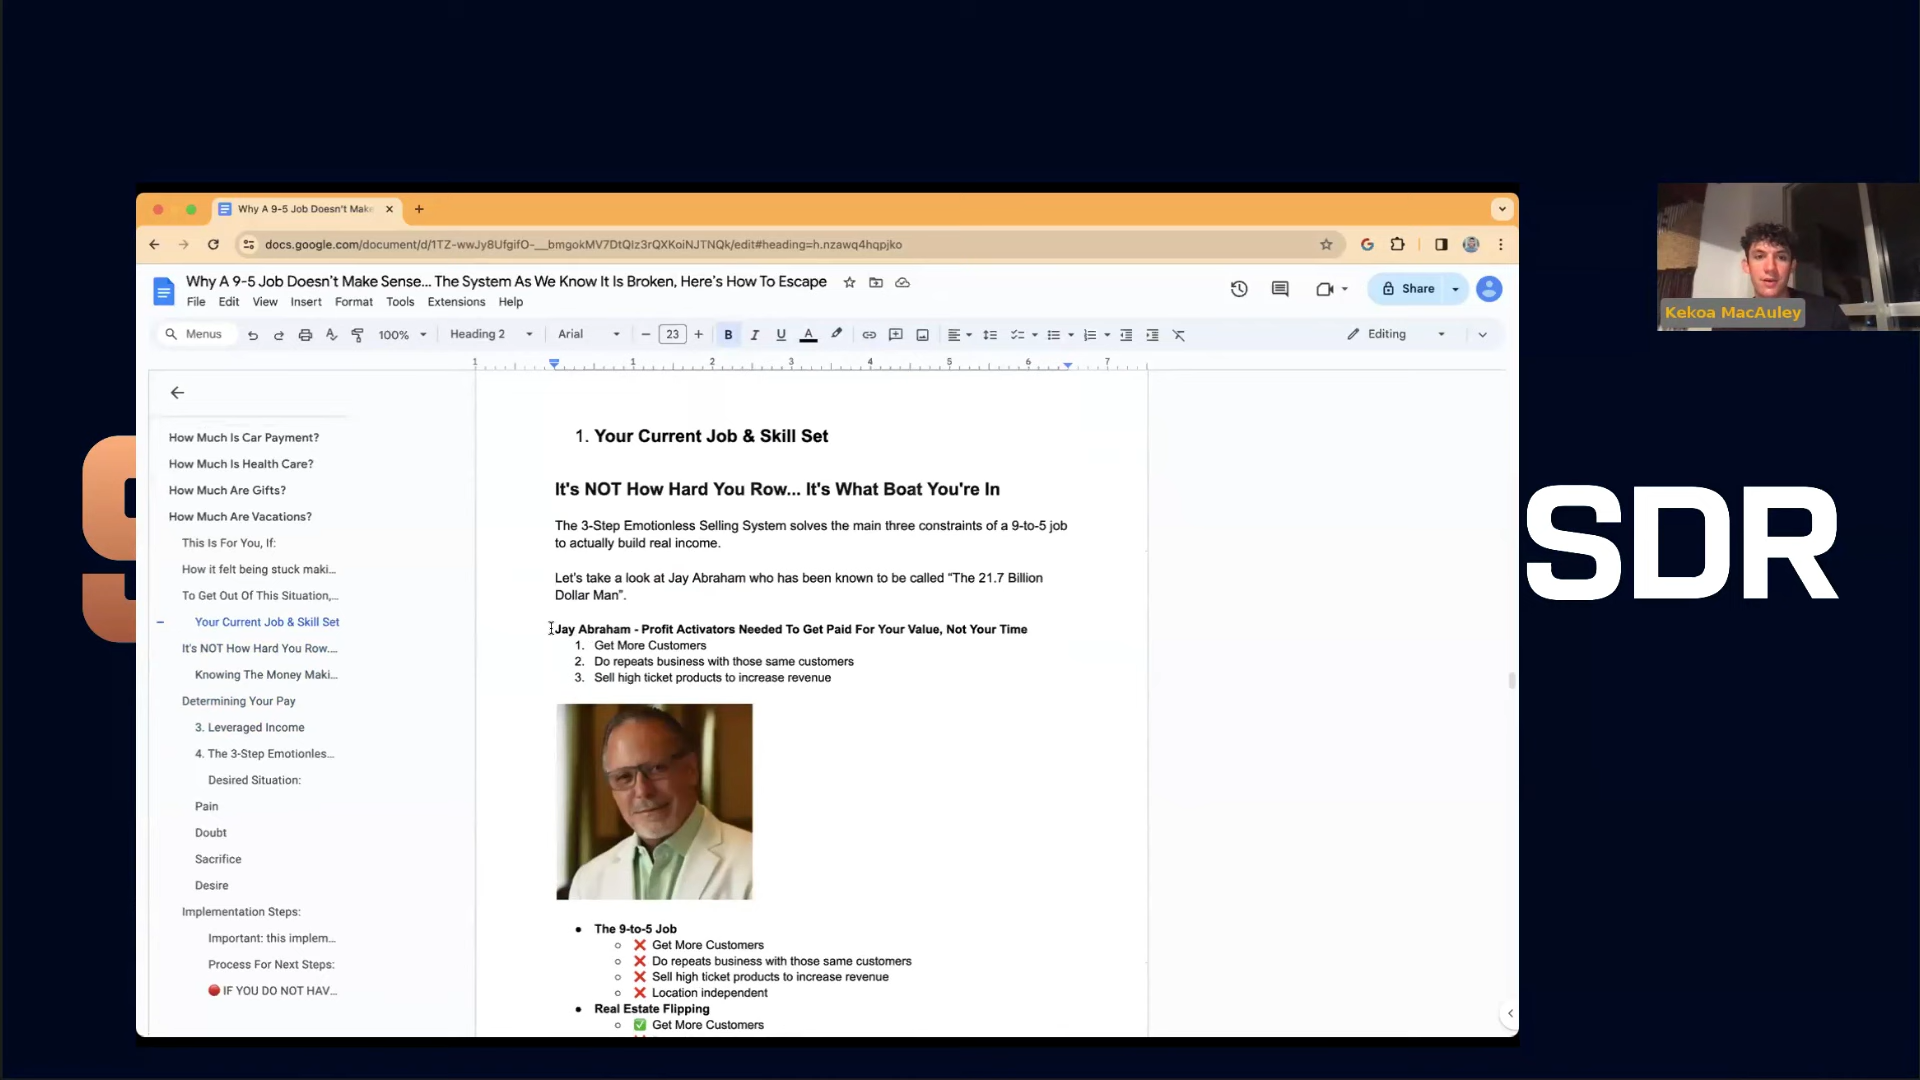 Why A 9-5 Job Doesn't Make
docs.google.com/document/d/1TZ-wwJy8UfgifO-__bmgokMV7DtQIz3rQXKoiNJTNQk/edit#heading=h.nzawq4hqpjko
Why A 9-5 Job Doesn't Make Sense... The System As We Know It Is Broken, Here's How To Escape
File Edit View Insert Format Tools Extensions Help
Share
Menus 100% Heading 2 Arial 23 B I U A Editing
1 1 2 3 4 5 6 7
How Much Is Car Payment?
How Much Is Health Care?
How Much Are Gifts?
How Much Are Vacations?
This Is For You, If:
How it felt being stuck maki...
To Get Out Of This Situation,...
Your Current Job & Skill Set
It's NOT How Hard You Row....
Knowing The Money Maki...
Determining Your Pay
3. Leveraged Income
4. The 3-Step Emotionles...
Desired Situation:
Pain
Doubt
Sacrifice
Desire
Implementation Steps:
Important: this implem...
Process For Next Steps:
🔴 IF YOU DO NOT HAV...
1. Your Current Job & Skill Set
It's NOT How Hard You Row... It's What Boat You're In
The 3-Step Emotionless Selling System solves the main three constraints of a 9-to-5 job
to actually build real income.
Let's take a look at Jay Abraham who has been known to be called "The 21.7 Billion
Dollar Man".
Jay Abraham - Profit Activators Needed To Get Paid For Your Value, Not Your Time
1. Get More Customers
2. Do repeats business with those same customers
3. Sell high ticket products to increase revenue
● The 9-to-5 Job
○ ❌ Get More Customers
○ ❌ Do repeats business with those same customers
○ ❌ Sell high ticket products to increase revenue
○ ❌ Location independent
● Real Estate Flipping
○ ✅ Get More Customers
Kekoa MacAuley
SDR